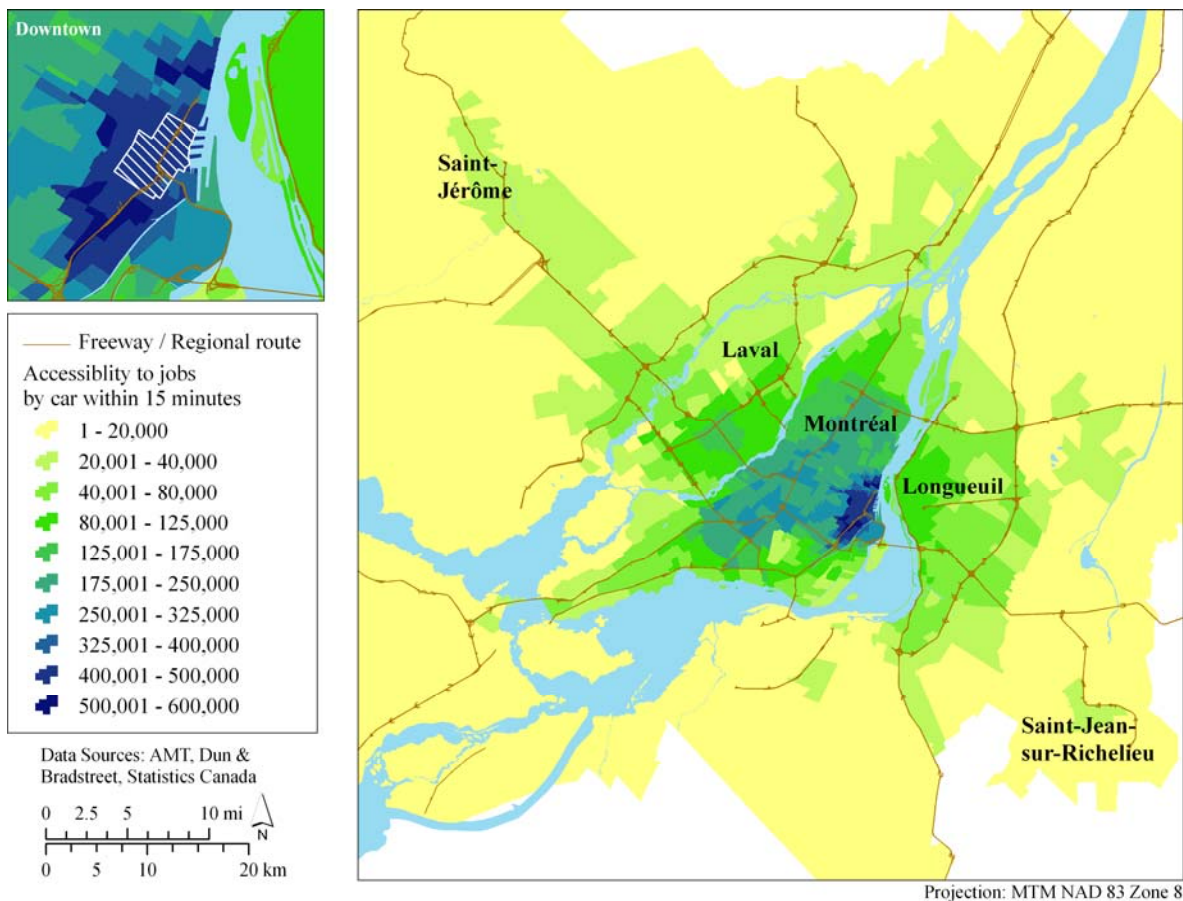 Downtown
Freeway / Regional route
Accessiblity to jobs
by car within 15 minutes
1 - 20,000
20,001 - 40,000
40,001 - 80,000
80,001 - 125,000
125,001 - 175,000
175,001 - 250,000
250,001 - 325,000
325,001 - 400,000
400,001 - 500,000
500,001 - 600,000
Data Sources: AMT, Dun &
Bradstreet, Statistics Canada
0 2.5 5 10 mi
N
0 5 10 20 km
Saint-
Jérôme
Laval
Montréal
Longueuil
Saint-Jean-
sur-Richelieu
Projection: MTM NAD 83 Zone 8